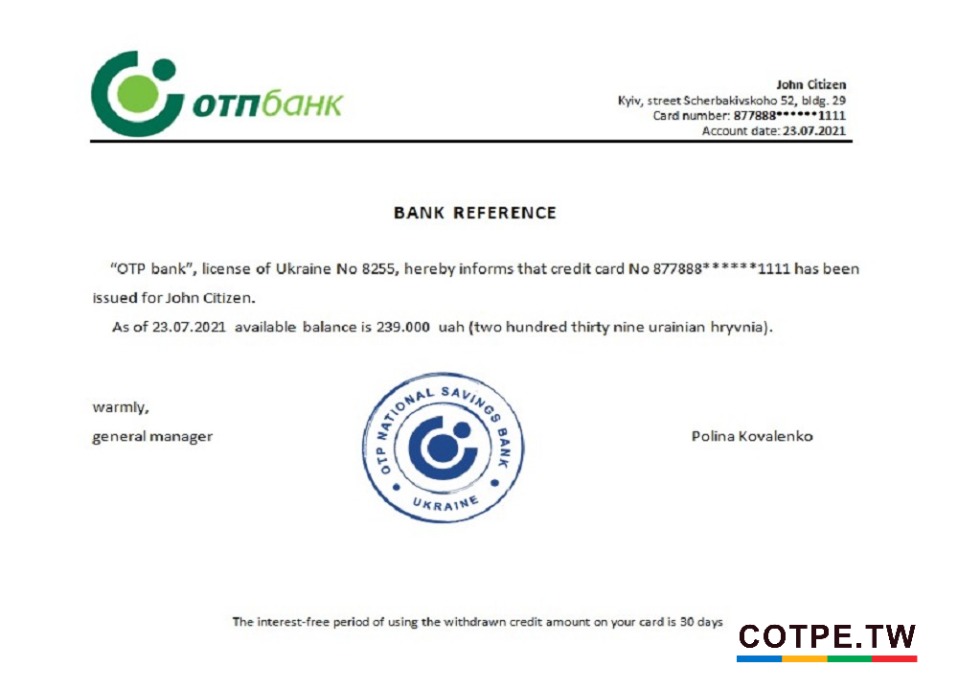 отпбанк
John Citizen
Kyiv, street Scherbakivskoho 52, bldg. 29
Card number: 877888••••••1111
Account date: 23.07.2021
BANK REFERENCE
“OTP bank”, license of Ukraine No 8255, hereby informs that credit card No 877888******1111 has been
issued for John Citizen.
As of 23.07.2021 available balance is 239.000 uah (two hundred thirty nine urainian hryvnia).
warmly,
general manager
OTP NATIONAL SAVINGS BANK
UKRAINE
Polina Kovalenko
The interest-free period of using the withdrawn credit amount on your card is 30 days
COTPE.TW